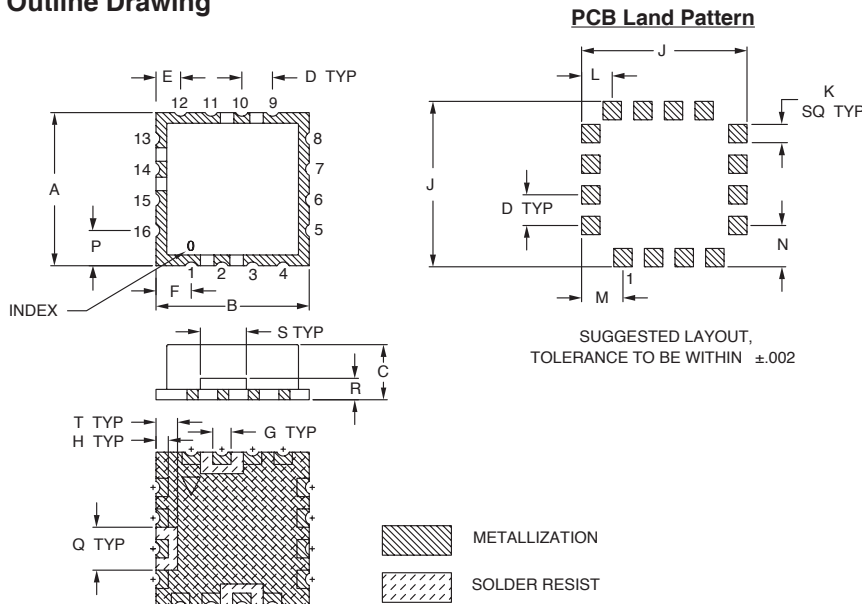 Outline Drawing
PCB Land Pattern
E
D TYP
12 11 10 9
13
14
15
16
8
7
6
5
A
P
0
1 2 3 4
F
B
INDEX
S TYP
C
R
T TYP
H TYP
G TYP
Q TYP
J
L
K
SQ TYP
J
D TYP
N
1
M
SUGGESTED LAYOUT,
TOLERANCE TO BE WITHIN ±.002
METALLIZATION
SOLDER RESIST